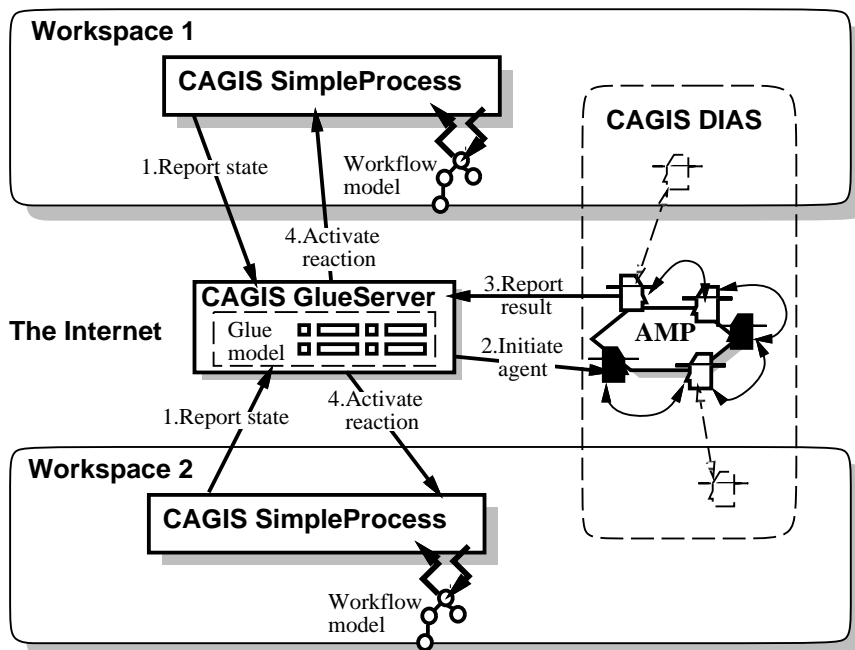 Workspace 1
CAGIS SimpleProcess
CAGIS DIAS
1.Report state
Workflow
model
4.Activate
reaction
CAGIS GlueServer
3.Report
result
The Internet
Glue
model
AMP
2.Initiate
agent
1.Report state
4.Activate
reaction
Workspace 2
CAGIS SimpleProcess
Workflow
model